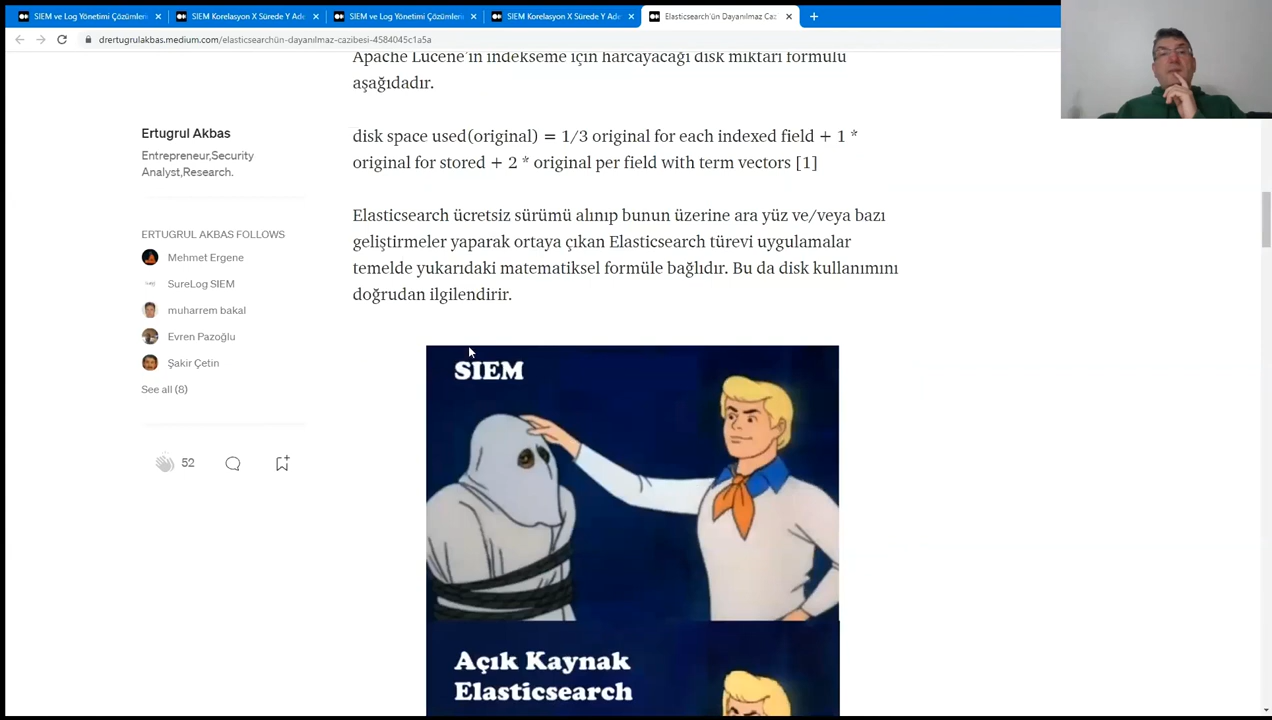 SIEM ve Log Yönetimi Çözümleri
SIEM Korelasyon X Sürede Y Ade
SIEM ve Log Yönetimi Çözümleri
SIEM Korelasyon X Sürede Y Ade
Elasticsearch'ün Dayanılmaz Caz
drertugrulakbas.medium.com/elasticsearchün-dayanılmaz-cazibesi-4584045c1a5a
Apache Lucene'in indekseme için harcayacağı disk miktarı formülü
aşağıdadır.
Ertugrul Akbas
Entrepreneur,Security
Analyst,Research.
disk space used(original) = 1/3 original for each indexed field + 1 *
original for stored + 2 * original per field with term vectors [1]
ERTUGRUL AKBAS FOLLOWS
Mehmet Ergene
SureLog SIEM
muharrem bakal
Evren Pazoğlu
Şakir Çetin
See all (8)
52
Elasticsearch ücretsiz sürümü alınıp bunun üzerine ara yüz ve/veya bazı
geliştirmeler yaparak ortaya çıkan Elasticsearch türevi uygulamalar
temelde yukarıdaki matematiksel formüle bağlıdır. Bu da disk kullanımını
doğrudan ilgilendirir.
SIEM
Açık Kaynak
Elasticsearch